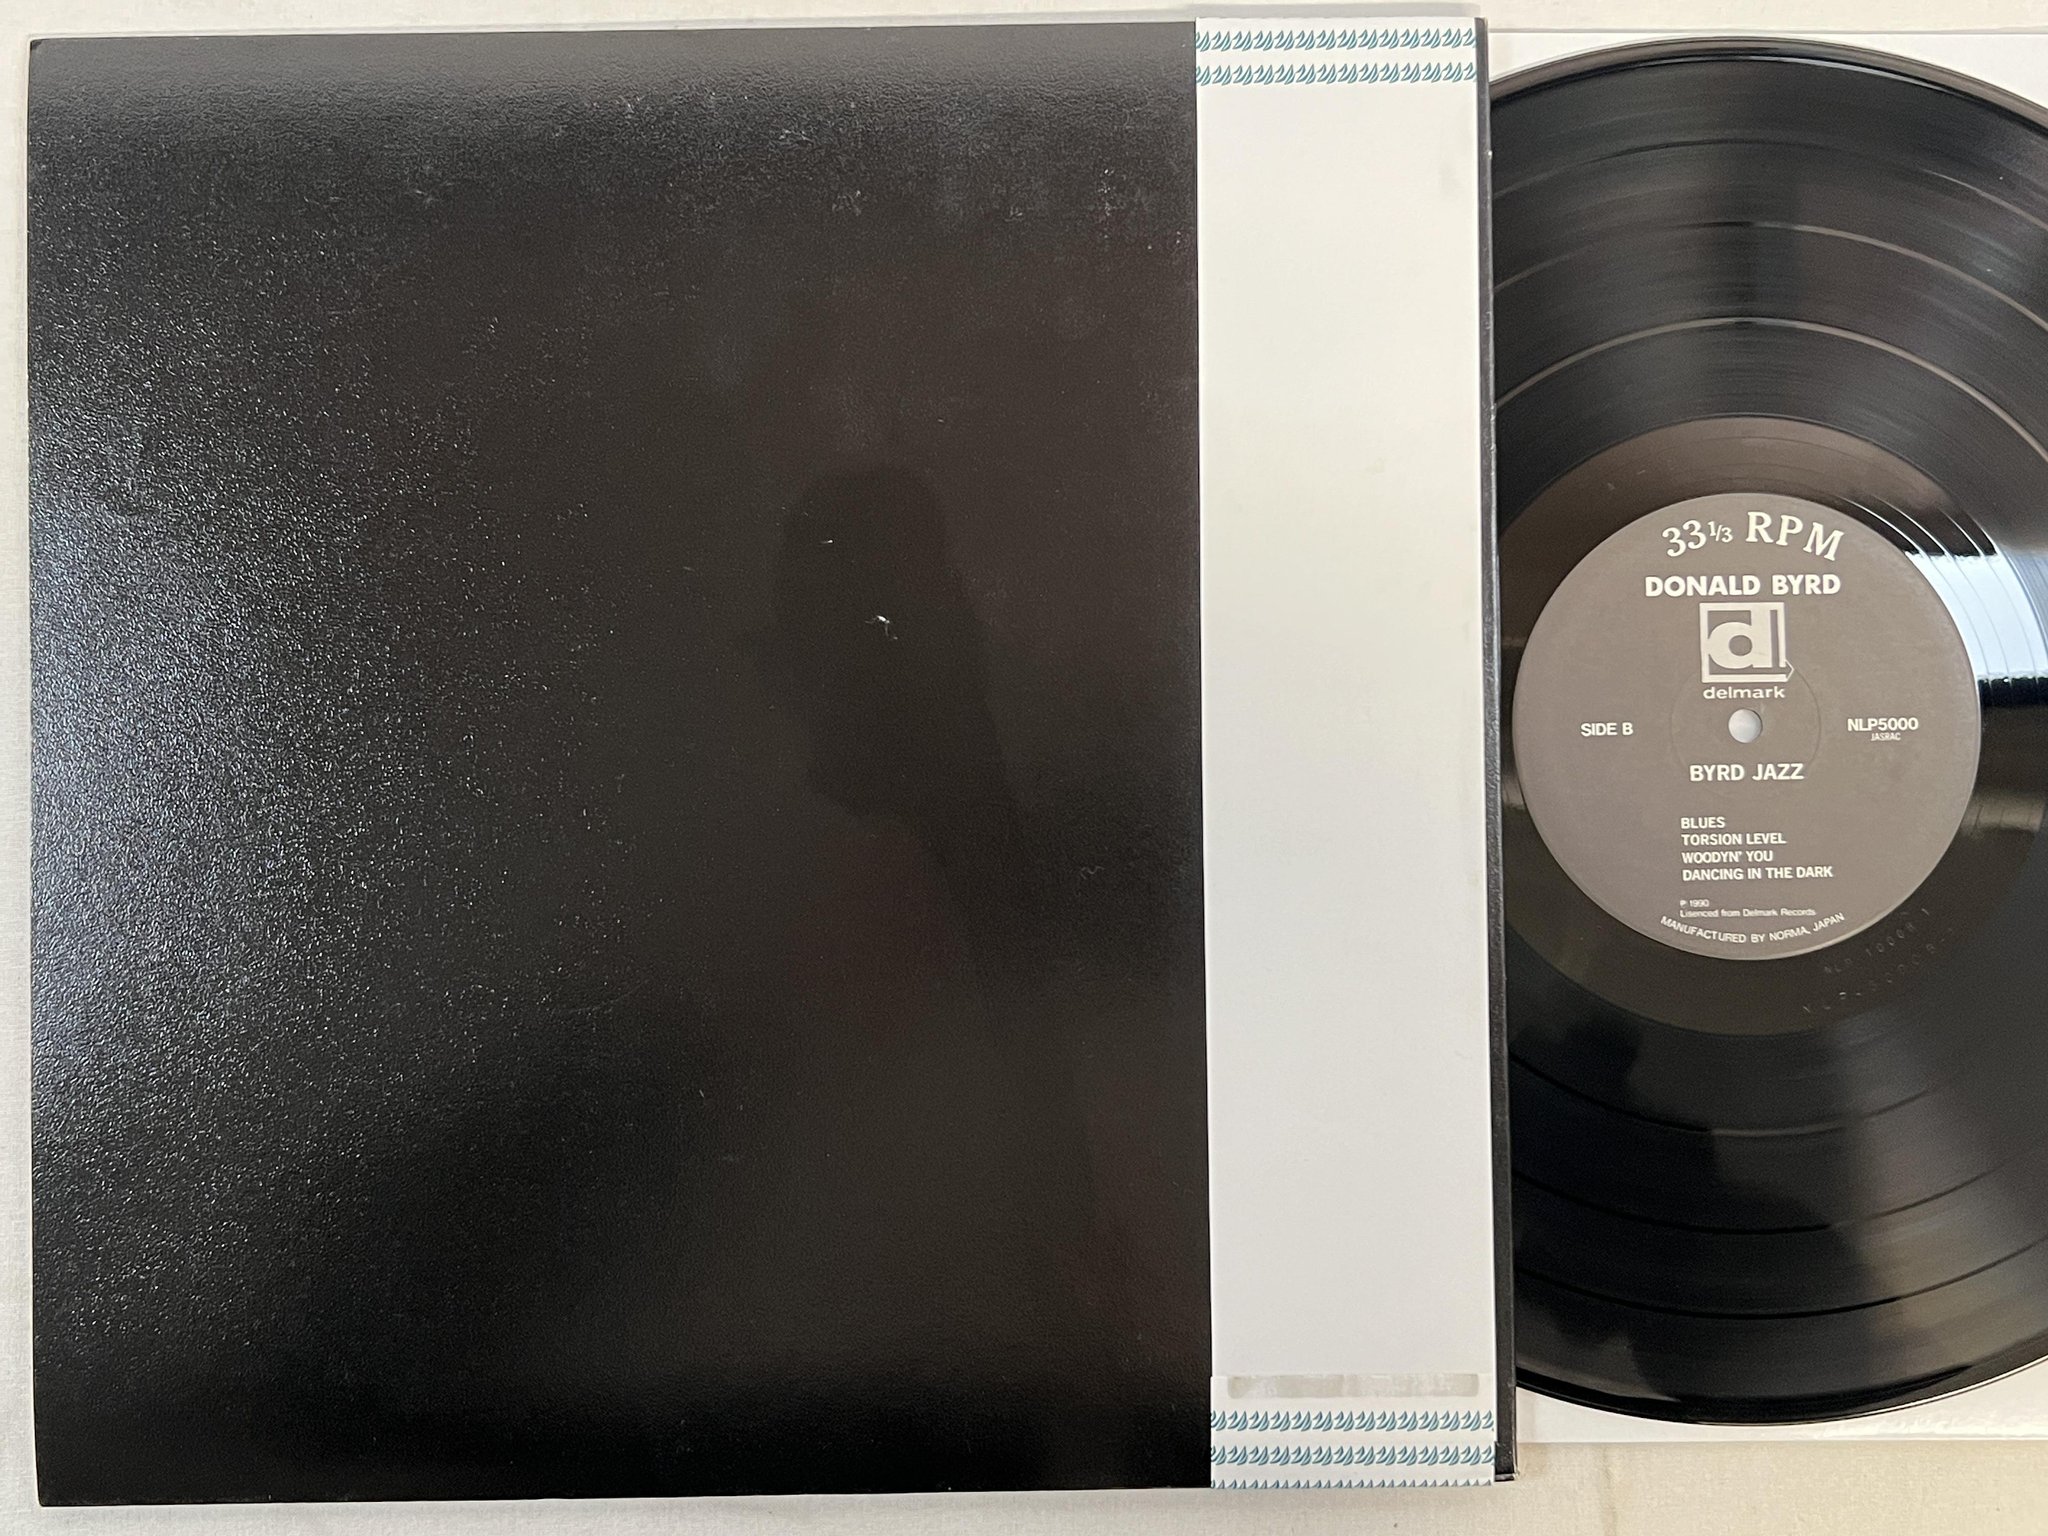 33 1/3 RPM
DONALD BYRD
d
delmark
SIDE B
NLP5000
JASRAC
BYRD JAZZ
BLUES
TORSION LEVEL
WOODYN' YOU
DANCING IN THE DARK
℗ 1990
Lisenced from Delmark Records
MANUFACTURED BY NORMA, JAPAN